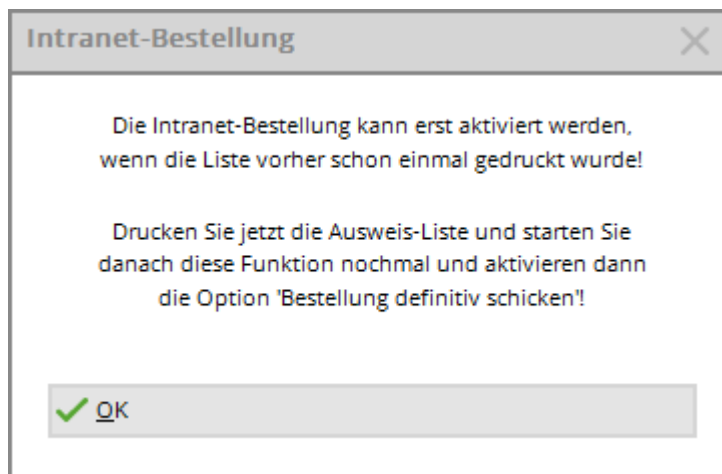 Intranet-Bestellung
Die Intranet-Bestellung kann erst aktiviert werden,
wenn die Liste vorher schon einmal gedruckt wurde!
Drucken Sie jetzt die Ausweis-Liste und starten Sie
danach diese Funktion nochmal und aktivieren dann
die Option 'Bestellung definitiv schicken'!
OK